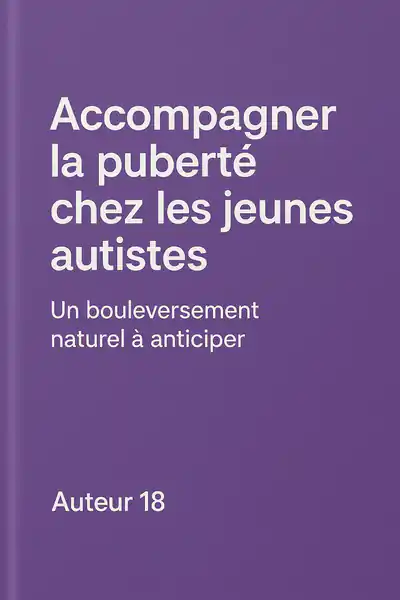 Accompagner
la puberté
chez les jeunes
autistes
Un bouleversement
naturel à anticiper
Auteur 18